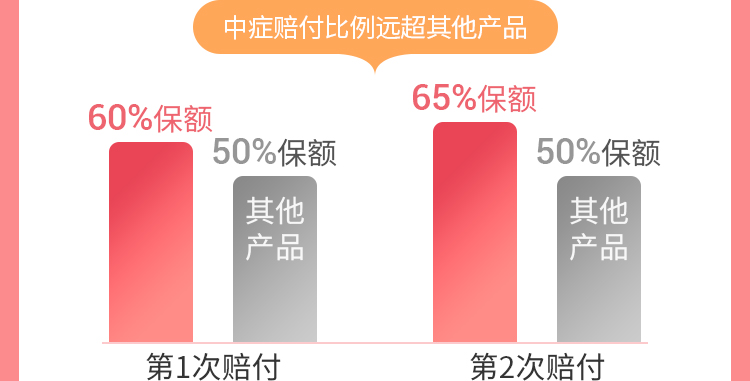 中症赔付比例远超其他产品
60%保额
50%保额
其他
产品
第1次赔付
65%保额
50%保额
其他
产品
第2次赔付